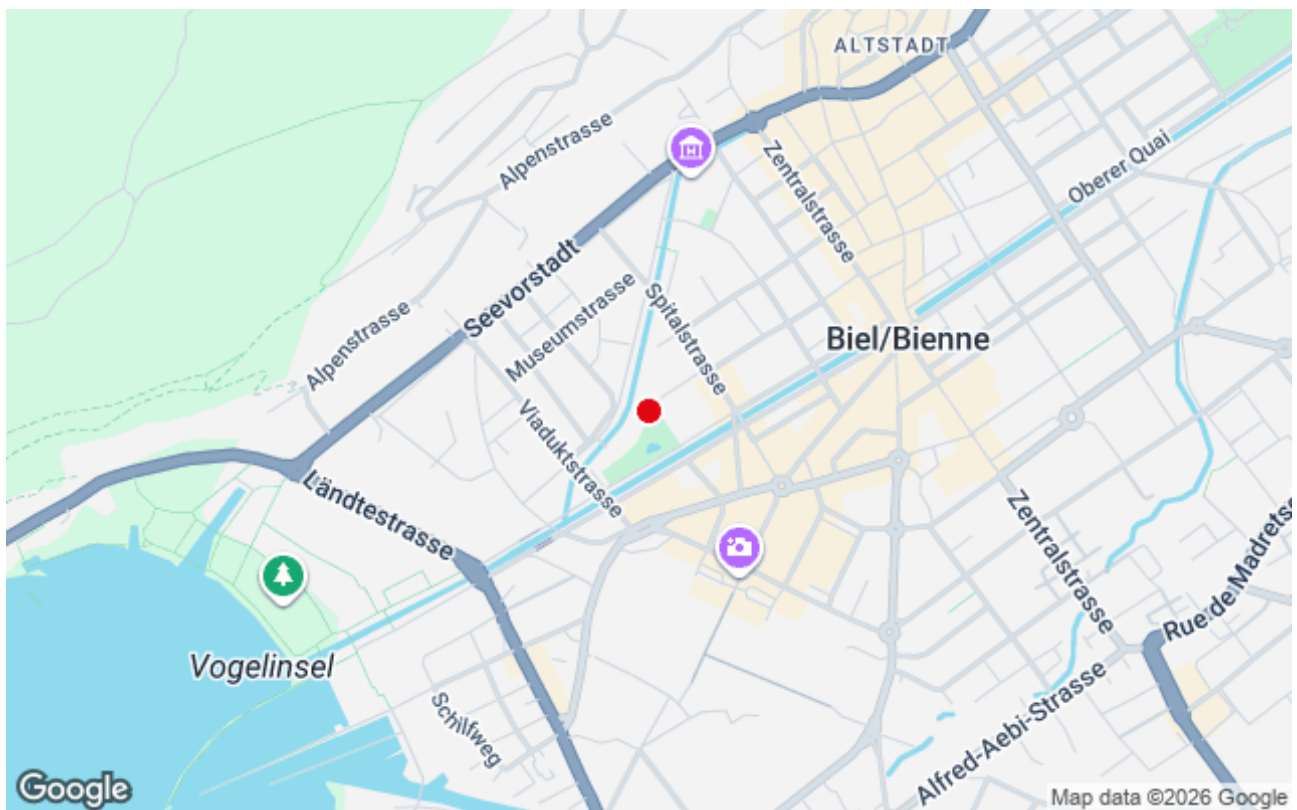 ALTSTADT
Alpenstrasse
Zentralstrasse
Oberer Quai
Seevorstadt
Museumstrasse
Spitalstrasse
Biel/Bienne
Alpenstrasse
Viaduktstrasse
Ländtestrasse
Zentralstrasse
Rue de Madretsc
Vogelinsel
Schilfweg
Alfred-Aebi-Strasse
Google
Map data ©2026 Google